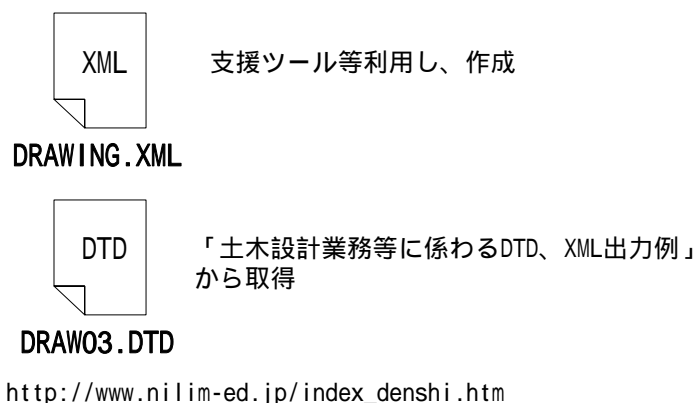 XML
支援ツール等利用し、作成
DRAWING.XML
DTD
「土木設計業務等に係わるDTD、XML出力例」
から取得
DRAW03.DTD
http://www.nilim-ed.jp/index_denshi.htm